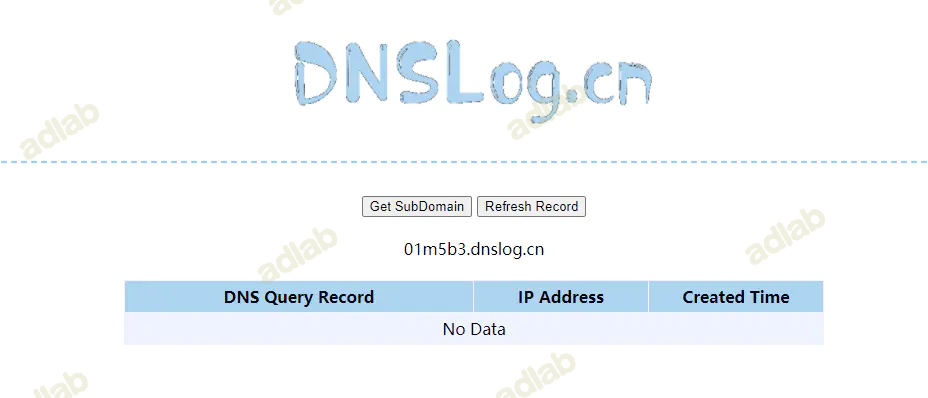 adlab
DNSLog.cn
adlab
adlab
Get SubDomain Refresh Record
adlab
adlab
01m5b3.dnslog.cn
DNS Query Record IP Address Created Time
No Data
adlab
adlab